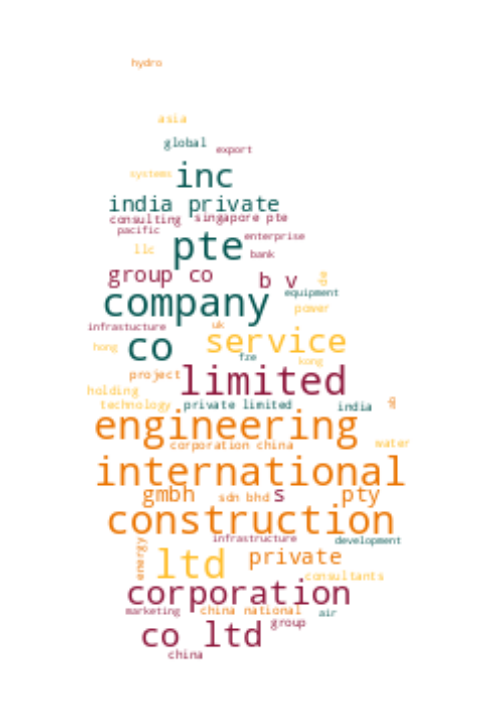 hydro
asia
global
export
systems inc
india private
consulting singapore pte
pacific
pte enterprise
llc bank
group co b v
equipment
company power
infrastucture uk
service
hong co
fze kong
project limited
holding
technology private limited india
engineering
corporation china water
international
gmbh sdn bhd s pty
construction
infrastructure development
energy ltd private
consultants
corporation
marketing china national air
group
co ltd
china